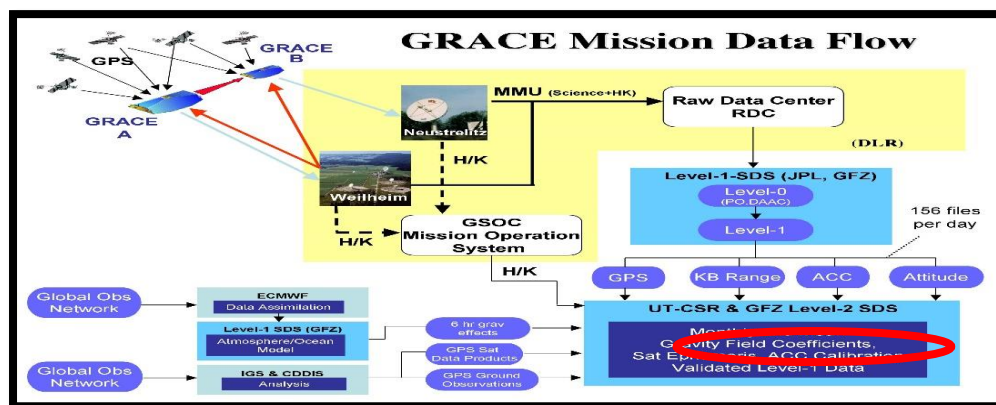 GRACE Mission Data Flow
GRACE
B
GPS
GRACE
A
Neustrelitz
MMU (Science+HK)
Raw Data Center
RDC
(DLR)
H/K
Weilheim
H/K
GSOC
Mission Operation
System
H/K
Level-1-SDS (JPL, GFZ)
Level-0
(PO.DAAC)
Level-1
156 files
per day
GPS
KB Range
ACC
Attitude
Global Obs
Network
ECMWF
Data Assimilation
Level-1 SDS (GFZ)
Atmosphere/Ocean
Model
6 hr grav
effects
GPS Sat
Data Products
GPS Ground
Observations
Global Obs
Network
IGS & CDDIS
Analysis
UT-CSR & GFZ Level-2 SDS
Gravity Field Coefficients,
Sat ACC Calibration
Validated Level-1 Data